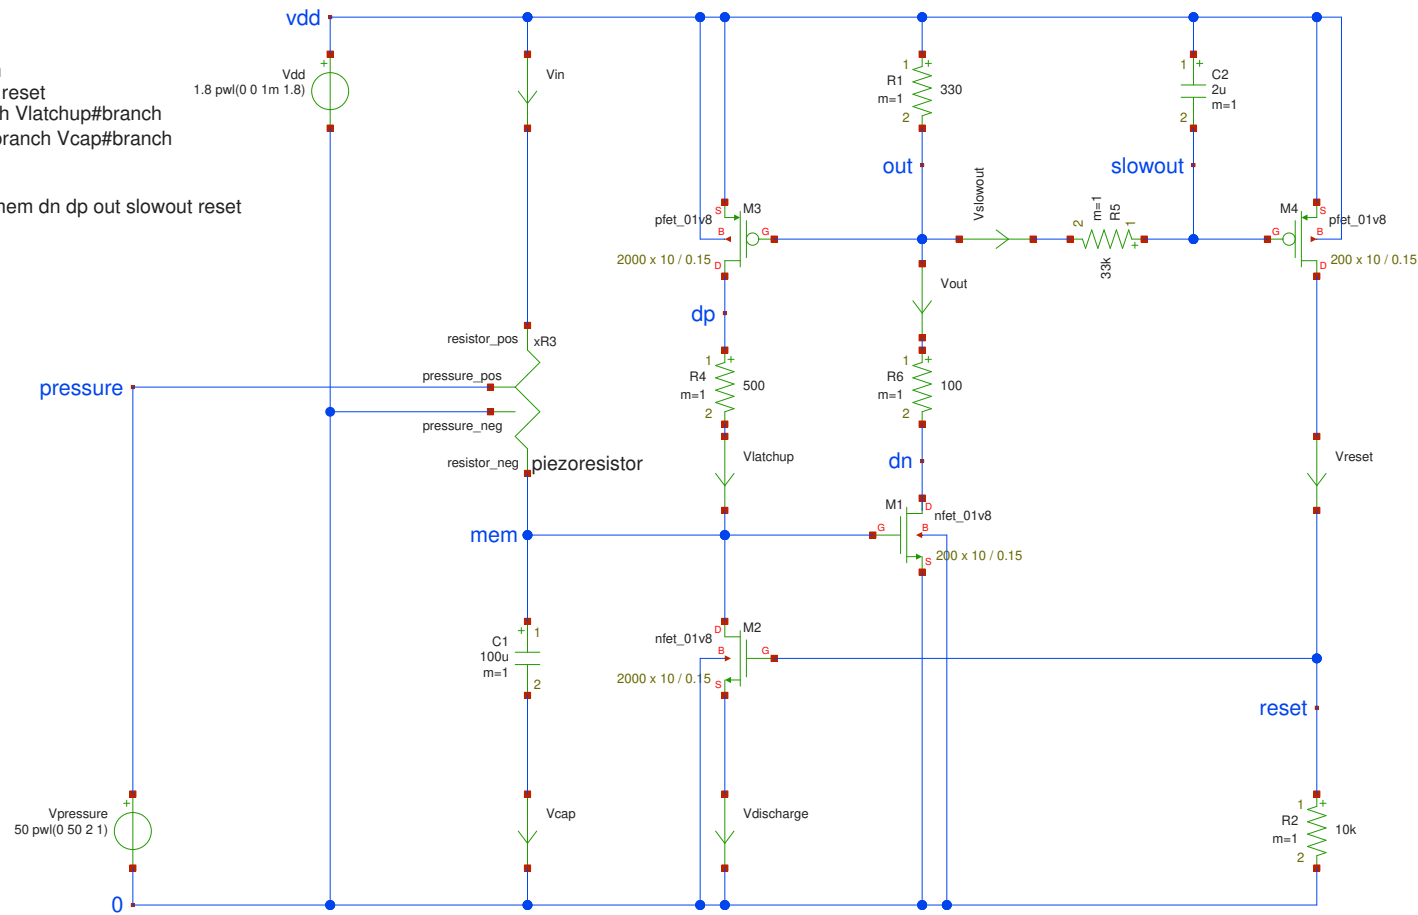 vdd
Vdd
1.8 pwl(0 0 1m 1.8)
reset
h Vlatchup#branch
branch Vcap#branch
nem dn dp out slowout reset
Vin
1
R1
m=1
2
330
+
1
C2
2u
m=1
2
+
out
slowout
Vslowout
m=1
R5
33k
2
1
+
pfet_01v8
M3
S
B
G
D
2000 x 10 / 0.15
M4
pfet_01v8
S
G
B
D
200 x 10 / 0.15
dp
Vout
resistor_pos
xR3
pressure_pos
pressure_neg
resistor_neg
piezoresistor
pressure
1
R4
m=1
2
500
+
1
R6
m=1
2
100
+
Vlatchup
dn
Vreset
mem
M1
nfet_01v8
D
G
B
S
200 x 10 / 0.15
C1
100u
m=1
+
1
2
nfet_01v8
M2
D
B
G
S
2000 x 10 / 0.15
reset
Vpressure
50 pwl(0 50 2 1)
+
Vcap
Vdischarge
1
R2
m=1
2
10k
+
0